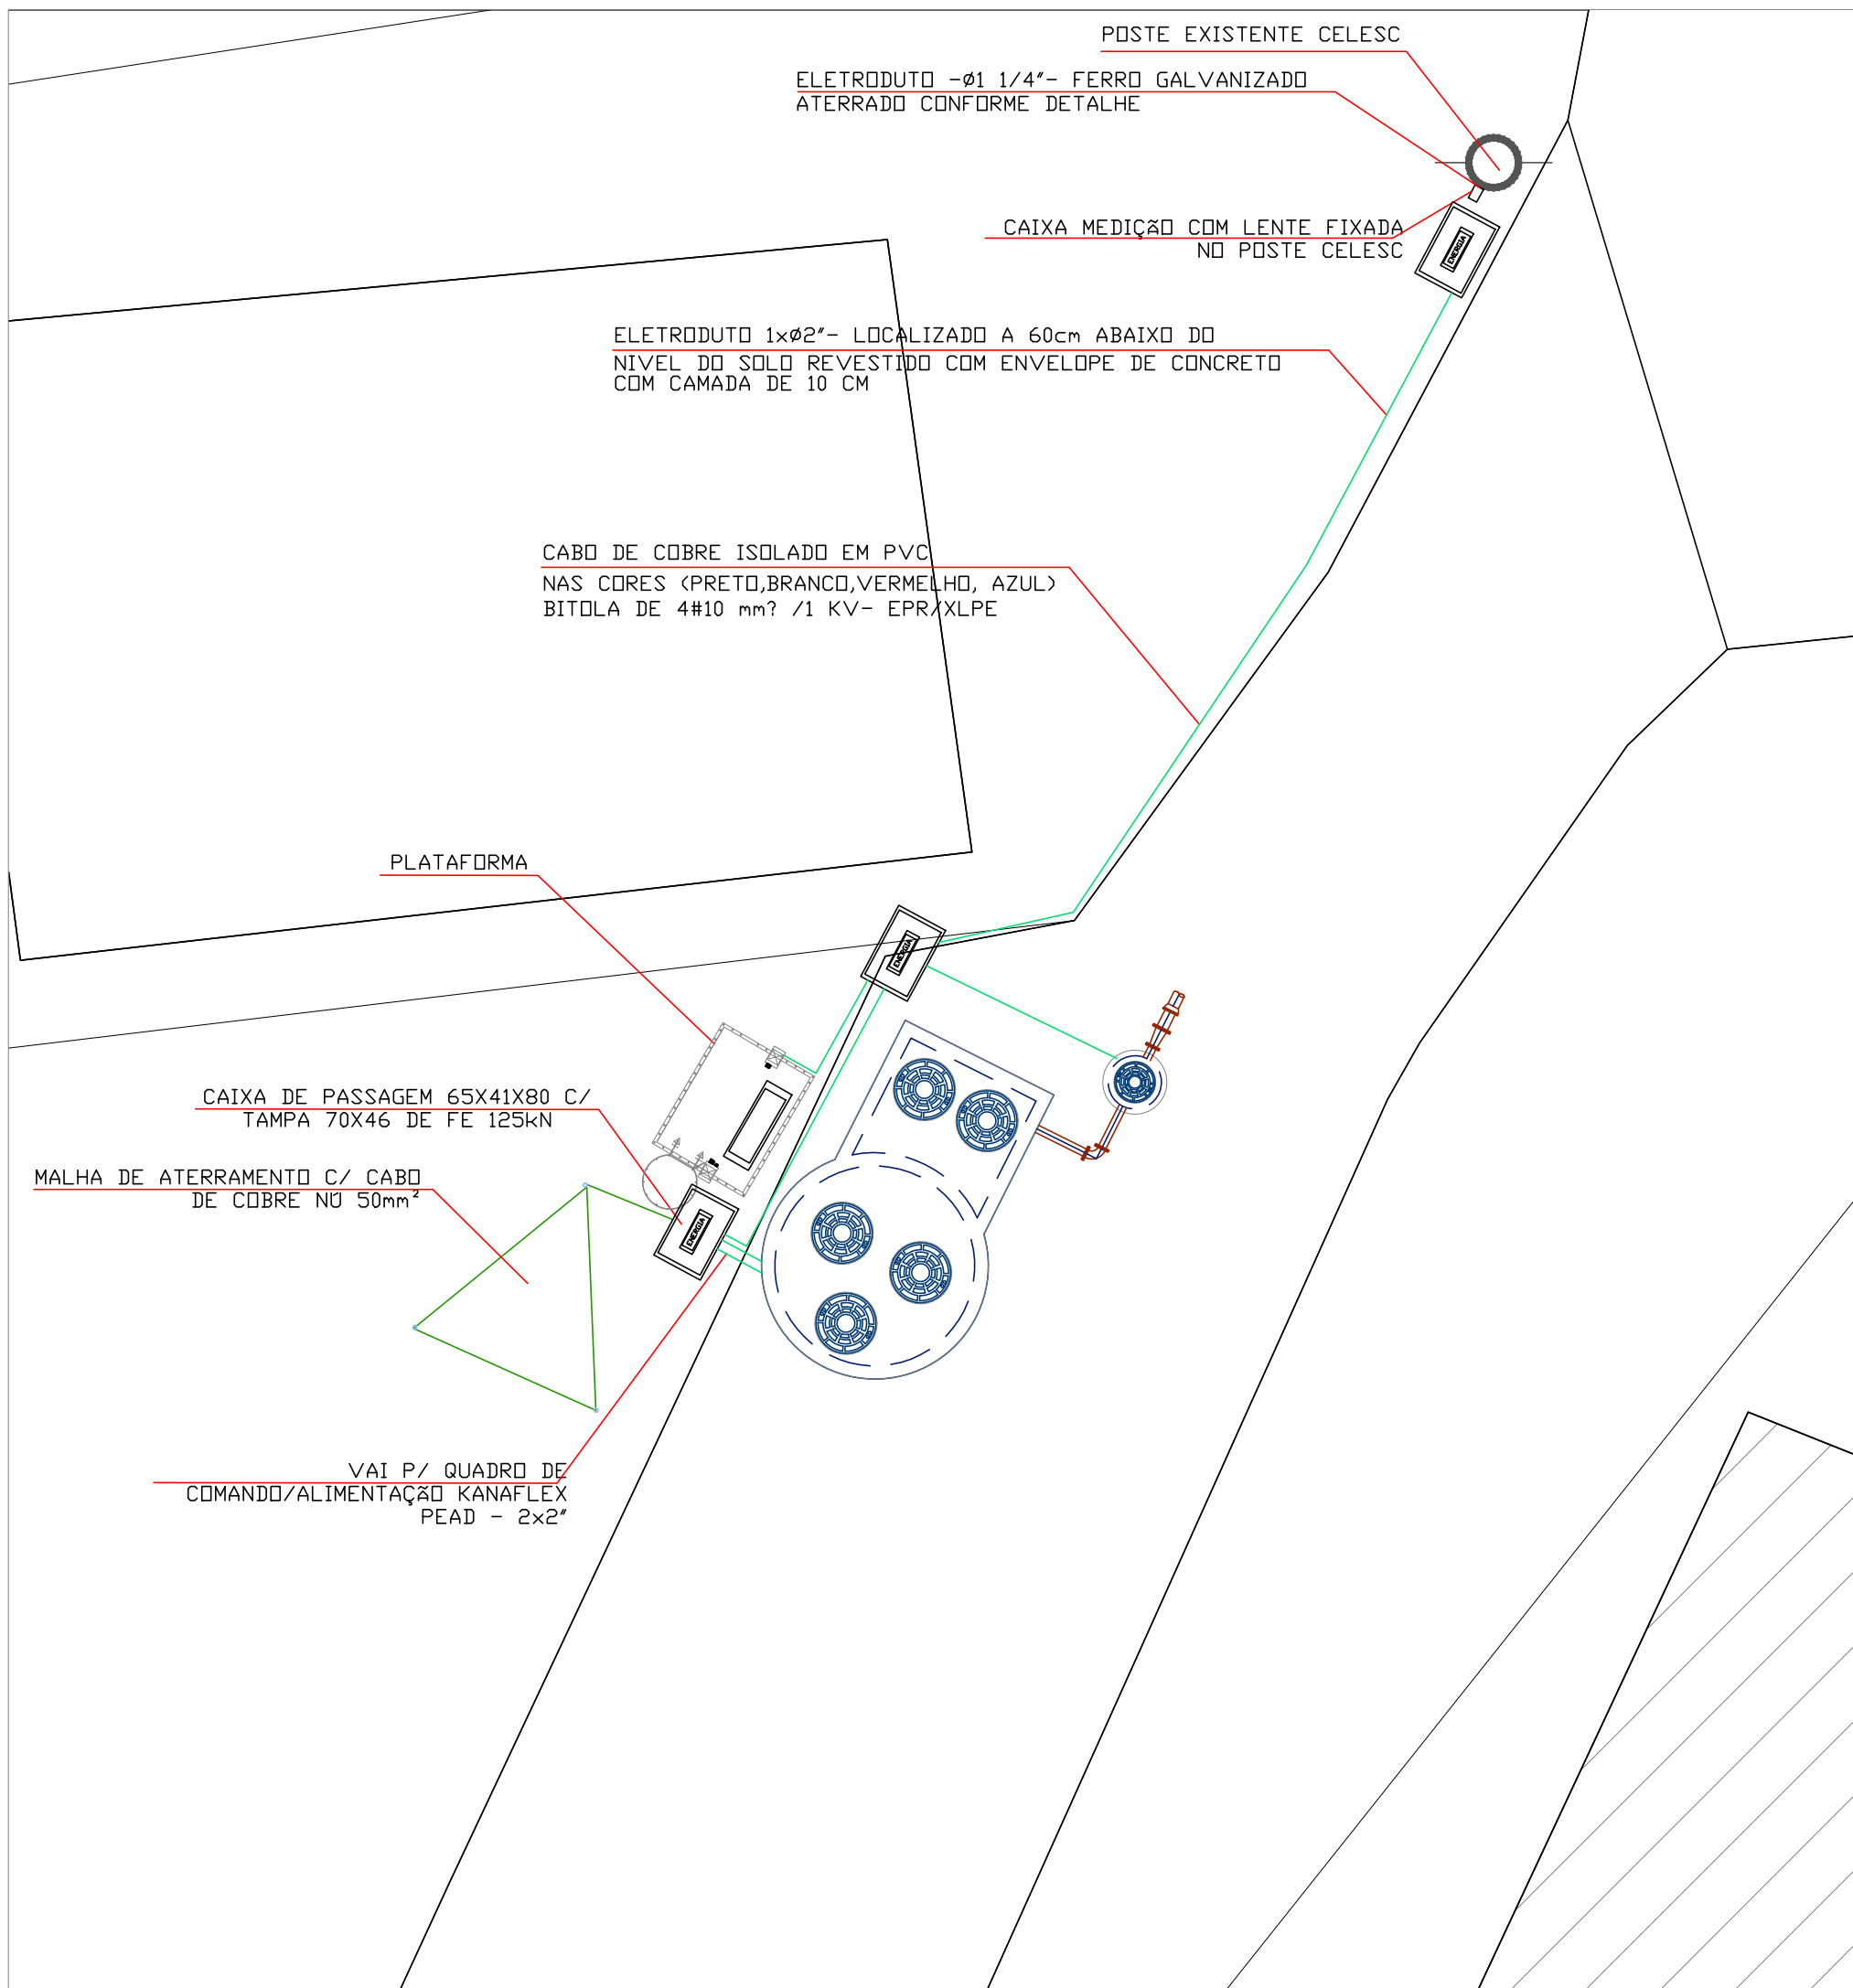 POSTE EXISTENTE CELESC
ELETRODUTO -ø1 1/4"- FERRO GALVANIZADO
ATERRADO CONFORME DETALHE
CAIXA MEDIÇÃO COM LENTE FIXADA
NO POSTE CELESC
ENERGIA
ELETRODUTO 1xø2"- LOCALIZADO A 60cm ABAIXO DO
NIVEL DO SOLO REVESTIDO COM ENVELOPE DE CONCRETO
COM CAMADA DE 10 CM
CABO DE COBRE ISOLADO EM PVC
NAS CORES (PRETO,BRANCO,VERMELHO, AZUL)
BITOLA DE 4#10 mm? /1 KV- EPR/XLPE
PLATAFORMA
ENERGIA
CAIXA DE PASSAGEM 65X41X80 C/
TAMPA 70X46 DE FE 125kN
MALHA DE ATERRAMENTO C/ CABO
DE COBRE NÚ 50mm²
ENERGIA
VAI P/ QUADRO DE
COMANDO/ALIMENTAÇÃO KANAFLEX
PEAD - 2x2"